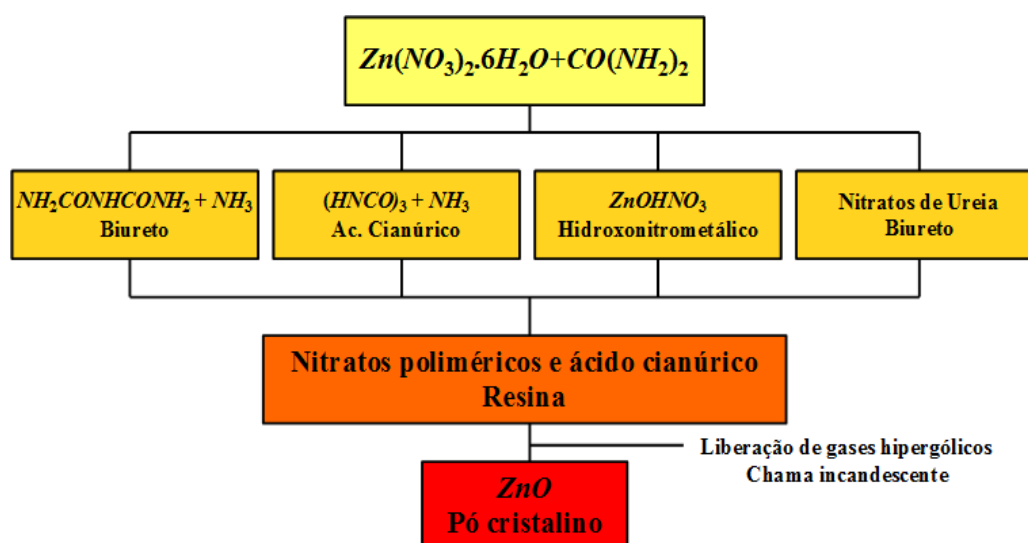 Zn(NO₃)₂.6H₂O+CO(NH₂)₂
NH₂CONHCONH₂ + NH₃
Biureto
(HNCO)₃ + NH₃
Ac. Cianúrico
ZnOHNO₃
Hidroxonitrometálico
Nitratos de Ureia
Biureto
Nitratos poliméricos e ácido cianúrico
Resina
Liberação de gases hipergólicos
Chama incandescente
ZnO
Pó cristalino